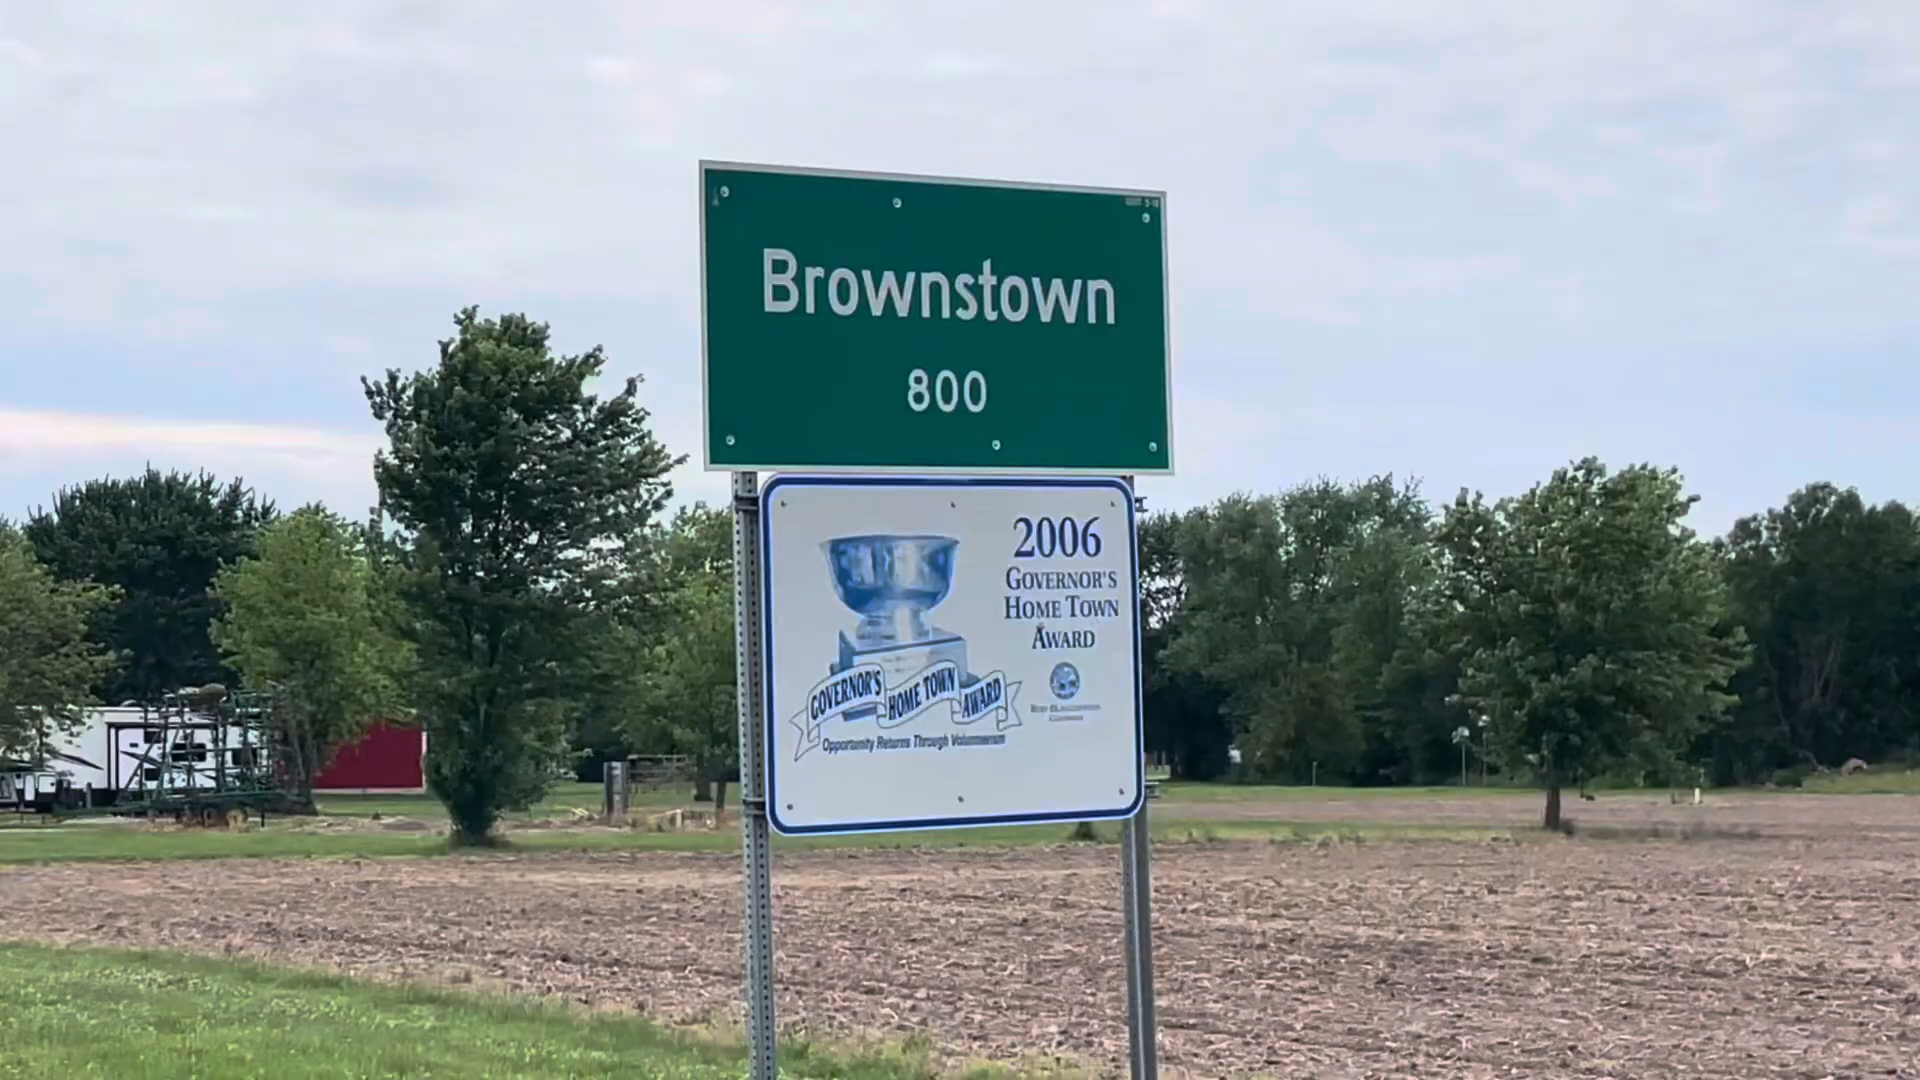 Brownstown
800
2006
GOVERNOR'S
HOME TOWN
AWARD
GOVERNOR'S HOME TOWN AWARD
Opportunity Returns Through Volunteerism